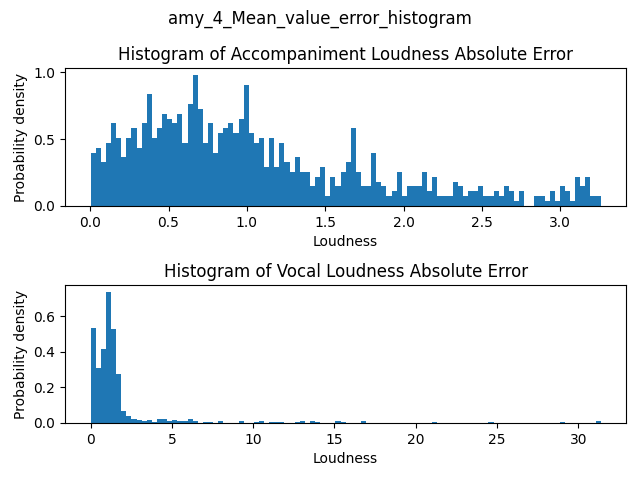 amy_4_Mean_value_error_histogram
Histogram of Accompaniment Loudness Absolute Error
Probability density
1.0
0.5
0.0
0.0 0.5 1.0 1.5 2.0 2.5 3.0
Loudness
Histogram of Vocal Loudness Absolute Error
Probability density
0.6
0.4
0.2
0.0
0 5 10 15 20 25 30
Loudness